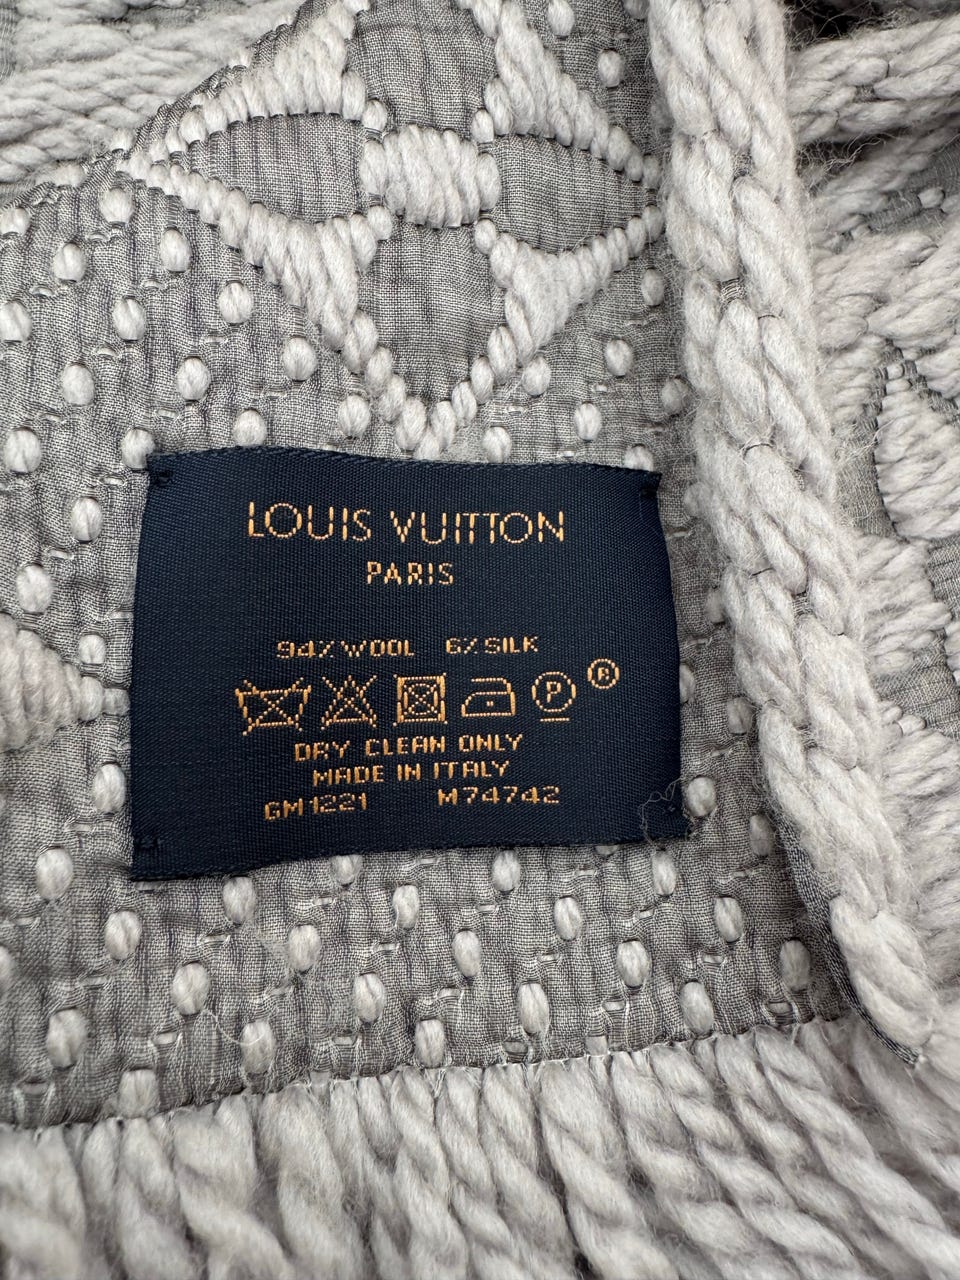 LOUIS VUITTON
PARIS
94% WOOL 6% SILK
P ®
DRY CLEAN ONLY
MADE IN ITALY
GM1221 M74742